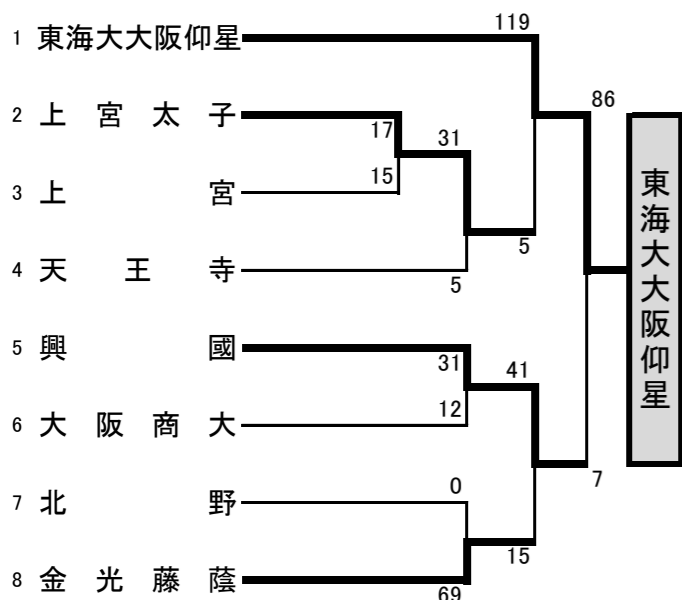 119
1 東海大大阪仰星
86
2 上宮太子
17
31
15
3 上宮
5
4 天王寺
5
東海大大阪仰星
5 興國
31
41
12
6 大阪商大
0
7
7 北野
15
8 金光藤蔭
69